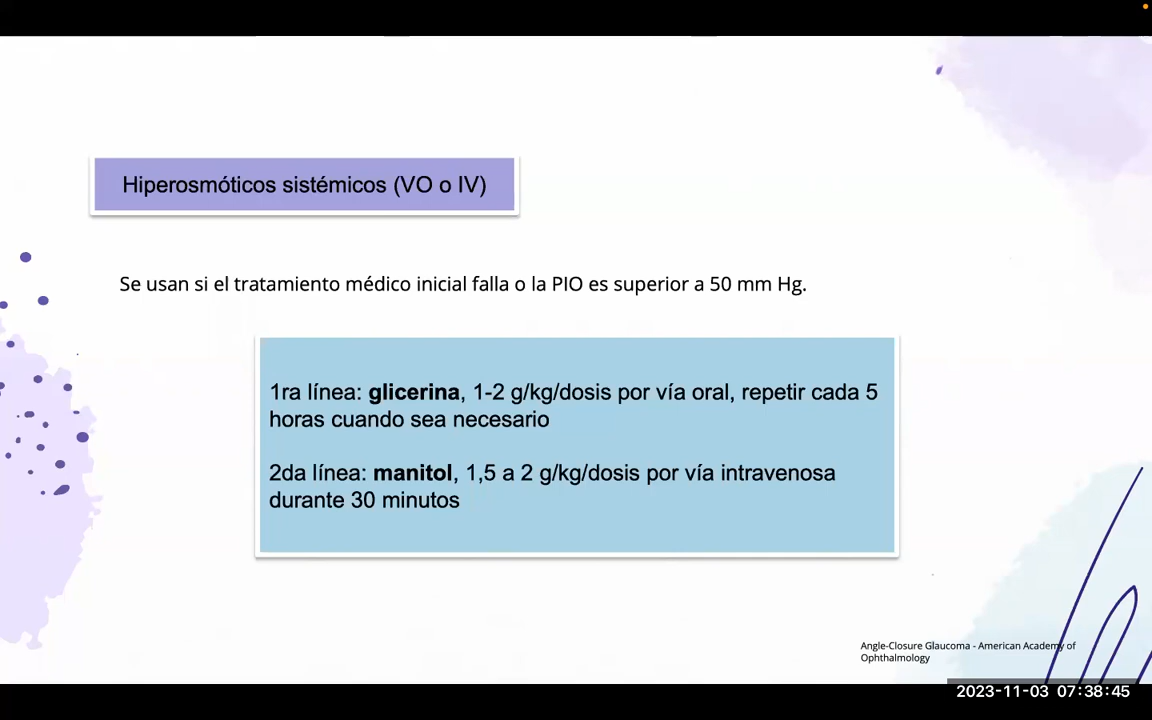 Hiperosmóticos sistémicos (VO o IV)
Se usan si el tratamiento médico inicial falla o la PIO es superior a 50 mm Hg.
1ra línea: glicerina, 1-2 g/kg/dosis por vía oral, repetir cada 5
horas cuando sea necesario
2da línea: manitol, 1,5 a 2 g/kg/dosis por vía intravenosa
durante 30 minutos
Angle-Closure Glaucoma - American Academy of
Ophthalmology
2023-11-03 07:38:45